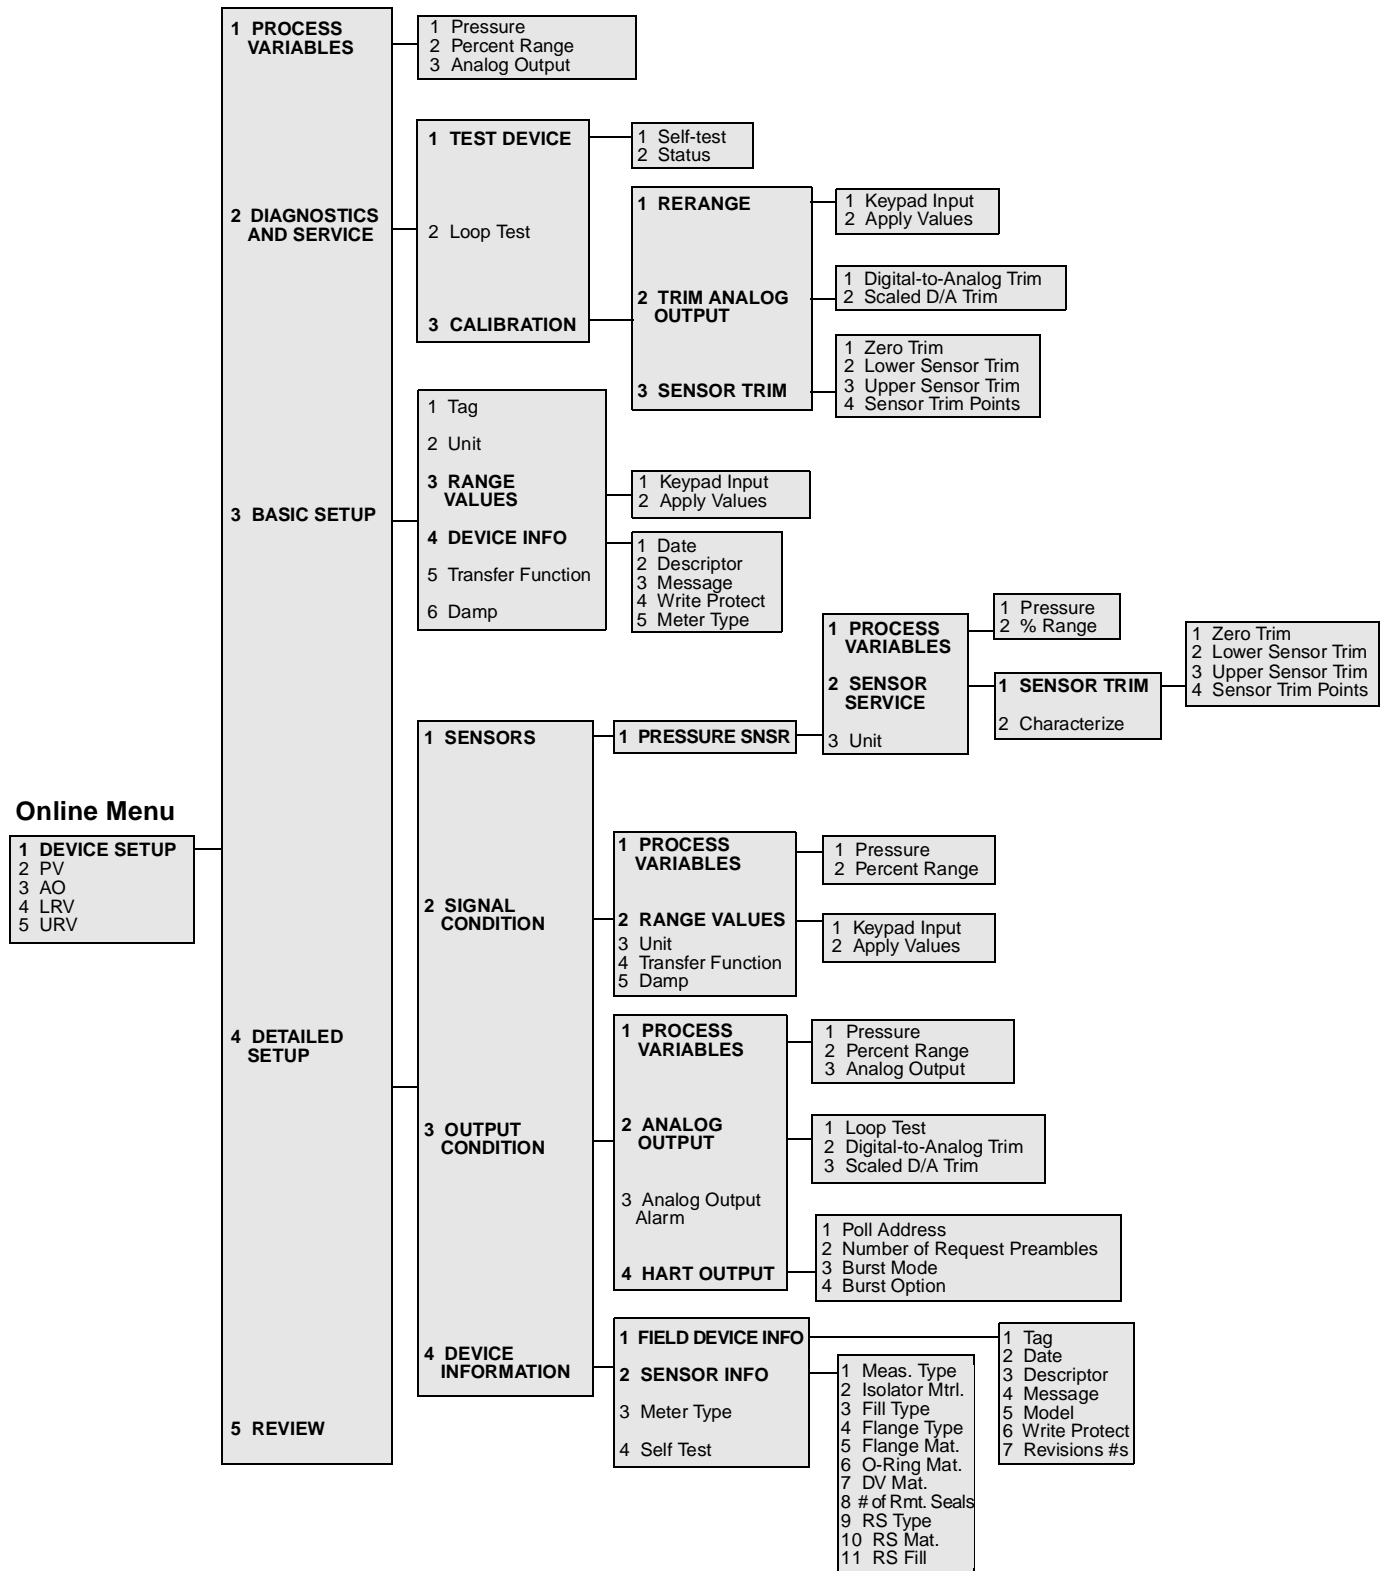 Online Menu
1 DEVICE SETUP
2 PV
3 AO
4 LRV
5 URV
1 PROCESS
VARIABLES
2 DIAGNOSTICS
AND SERVICE
3 BASIC SETUP
4 DETAILED
SETUP
5 REVIEW
1 Pressure
2 Percent Range
3 Analog Output
1 TEST DEVICE
2 Loop Test
3 CALIBRATION
1 Self-test
2 Status
1 RERANGE
2 TRIM ANALOG
OUTPUT
3 SENSOR TRIM
1 Keypad Input
2 Apply Values
1 Digital-to-Analog Trim
2 Scaled D/A Trim
1 Zero Trim
2 Lower Sensor Trim
3 Upper Sensor Trim
4 Sensor Trim Points
1 Tag
2 Unit
3 RANGE
VALUES
4 DEVICE INFO
5 Transfer Function
6 Damp
1 Keypad Input
2 Apply Values
1 Date
2 Descriptor
3 Message
4 Write Protect
5 Meter Type
1 SENSORS
2 SIGNAL
CONDITION
3 OUTPUT
CONDITION
4 DEVICE
INFORMATION
1 PRESSURE SNSR
1 PROCESS
VARIABLES
2 SENSOR
SERVICE
3 Unit
1 Pressure
2 % Range
1 SENSOR TRIM
2 Characterize
1 Zero Trim
2 Lower Sensor Trim
3 Upper Sensor Trim
4 Sensor Trim Points
1 PROCESS
VARIABLES
2 RANGE VALUES
3 Unit
4 Transfer Function
5 Damp
1 Pressure
2 Percent Range
1 Keypad Input
2 Apply Values
1 PROCESS
VARIABLES
2 ANALOG
OUTPUT
3 Analog Output
Alarm
4 HART OUTPUT
1 Pressure
2 Percent Range
3 Analog Output
1 Loop Test
2 Digital-to-Analog Trim
3 Scaled D/A Trim
1 Poll Address
2 Number of Request Preambles
3 Burst Mode
4 Burst Option
1 FIELD DEVICE INFO
2 SENSOR INFO
3 Meter Type
4 Self Test
1 Meas. Type
2 Isolator Mtrl.
3 Fill Type
4 Flange Type
5 Flange Mat.
6 O-Ring Mat.
7 DV Mat.
8 # of Rmt. Seals
9 RS Type
10 RS Mat.
11 RS Fill
1 Tag
2 Date
3 Descriptor
4 Message
5 Model
6 Write Protect
7 Revisions #s